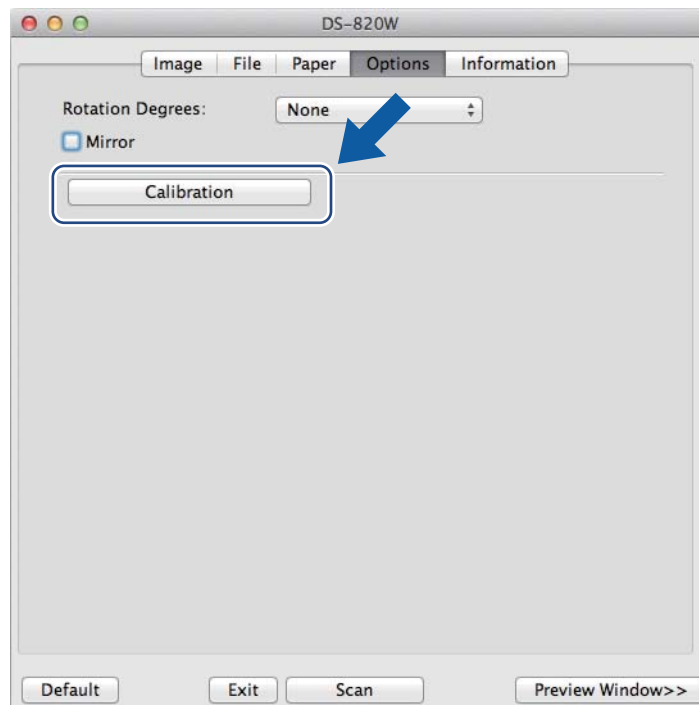 DS-820W
Image File Paper Options Information
Rotation Degrees: None
Mirror
Calibration
Default Exit Scan Preview Window>>